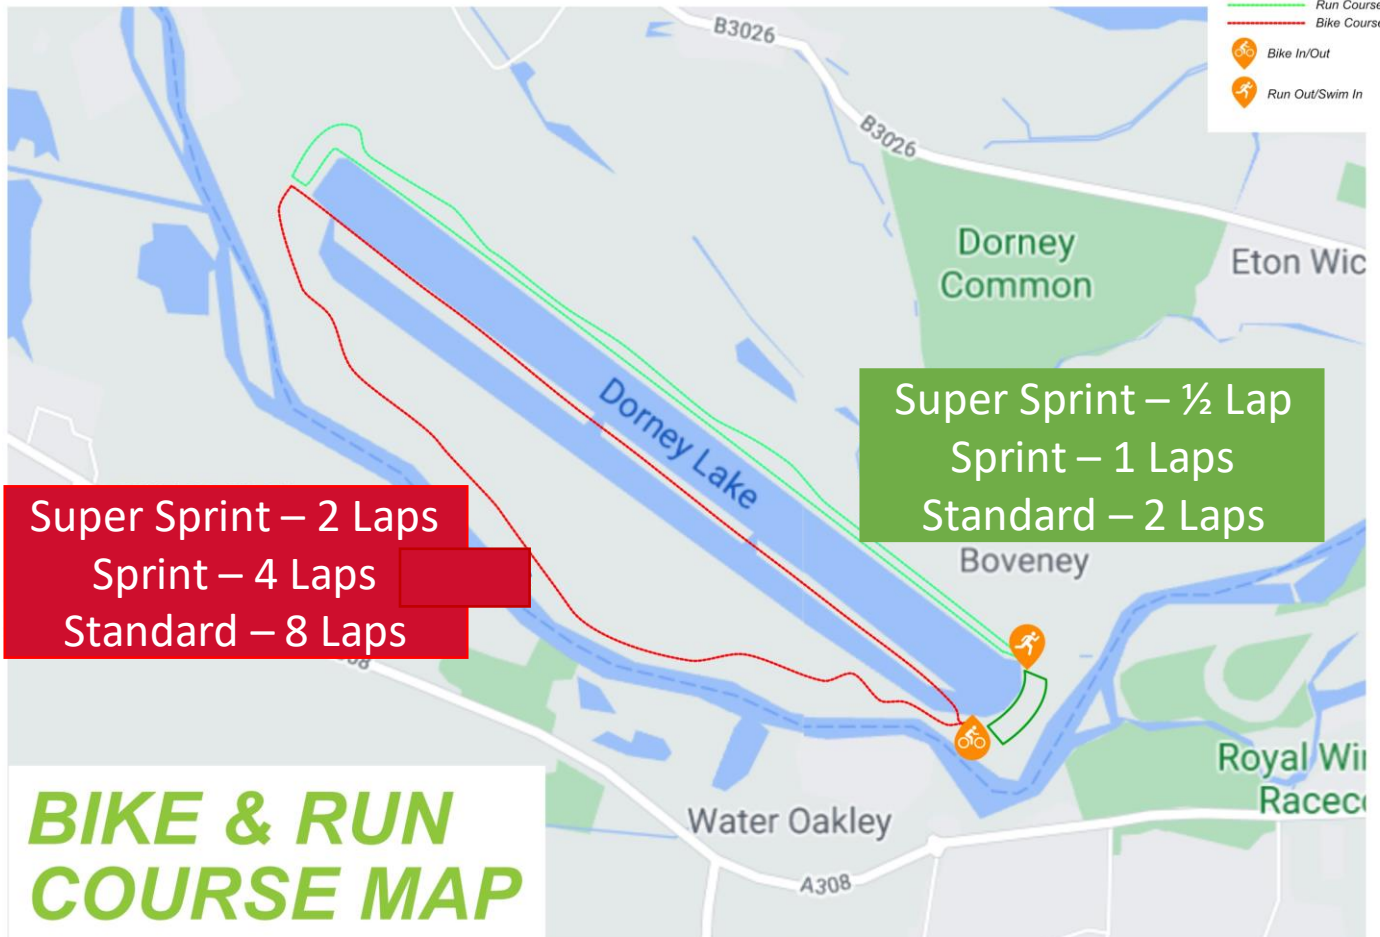 Run Course
Bike Course
Bike In/Out
Run Out/Swim In
B3026
B3026
Dorney
Common
Eton Wic
Dorney Lake
Super Sprint – ½ Lap
Sprint – 1 Laps
Standard – 2 Laps
Boveney
Super Sprint – 2 Laps
Sprint – 4 Laps
Standard – 8 Laps
Royal Wi
Racec
Water Oakley
A308
BIKE & RUN
COURSE MAP